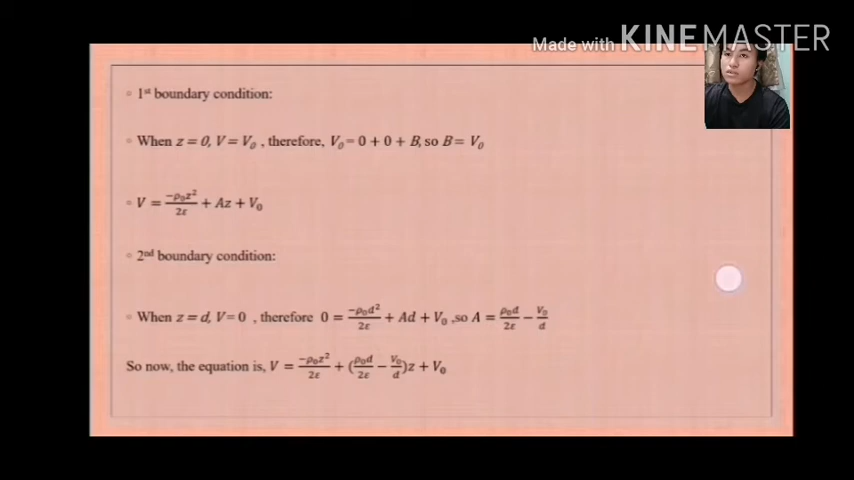 Made with KINEMASTER
◦ 1ˢᵗ boundary condition:
◦ When z = 0, V = V₀ , therefore, V₀ = 0 + 0 + B, so B = V₀
◦ V = −ρ₀z²/2ε + Az + V₀
◦ 2ⁿᵈ boundary condition:
◦ When z = d, V = 0 , therefore 0 = −ρ₀d²/2ε + Ad + V₀ ,so A = ρ₀d/2ε − V₀/d
So now, the equation is, V = −ρ₀z²/2ε + (ρ₀d/2ε − V₀/d)z + V₀